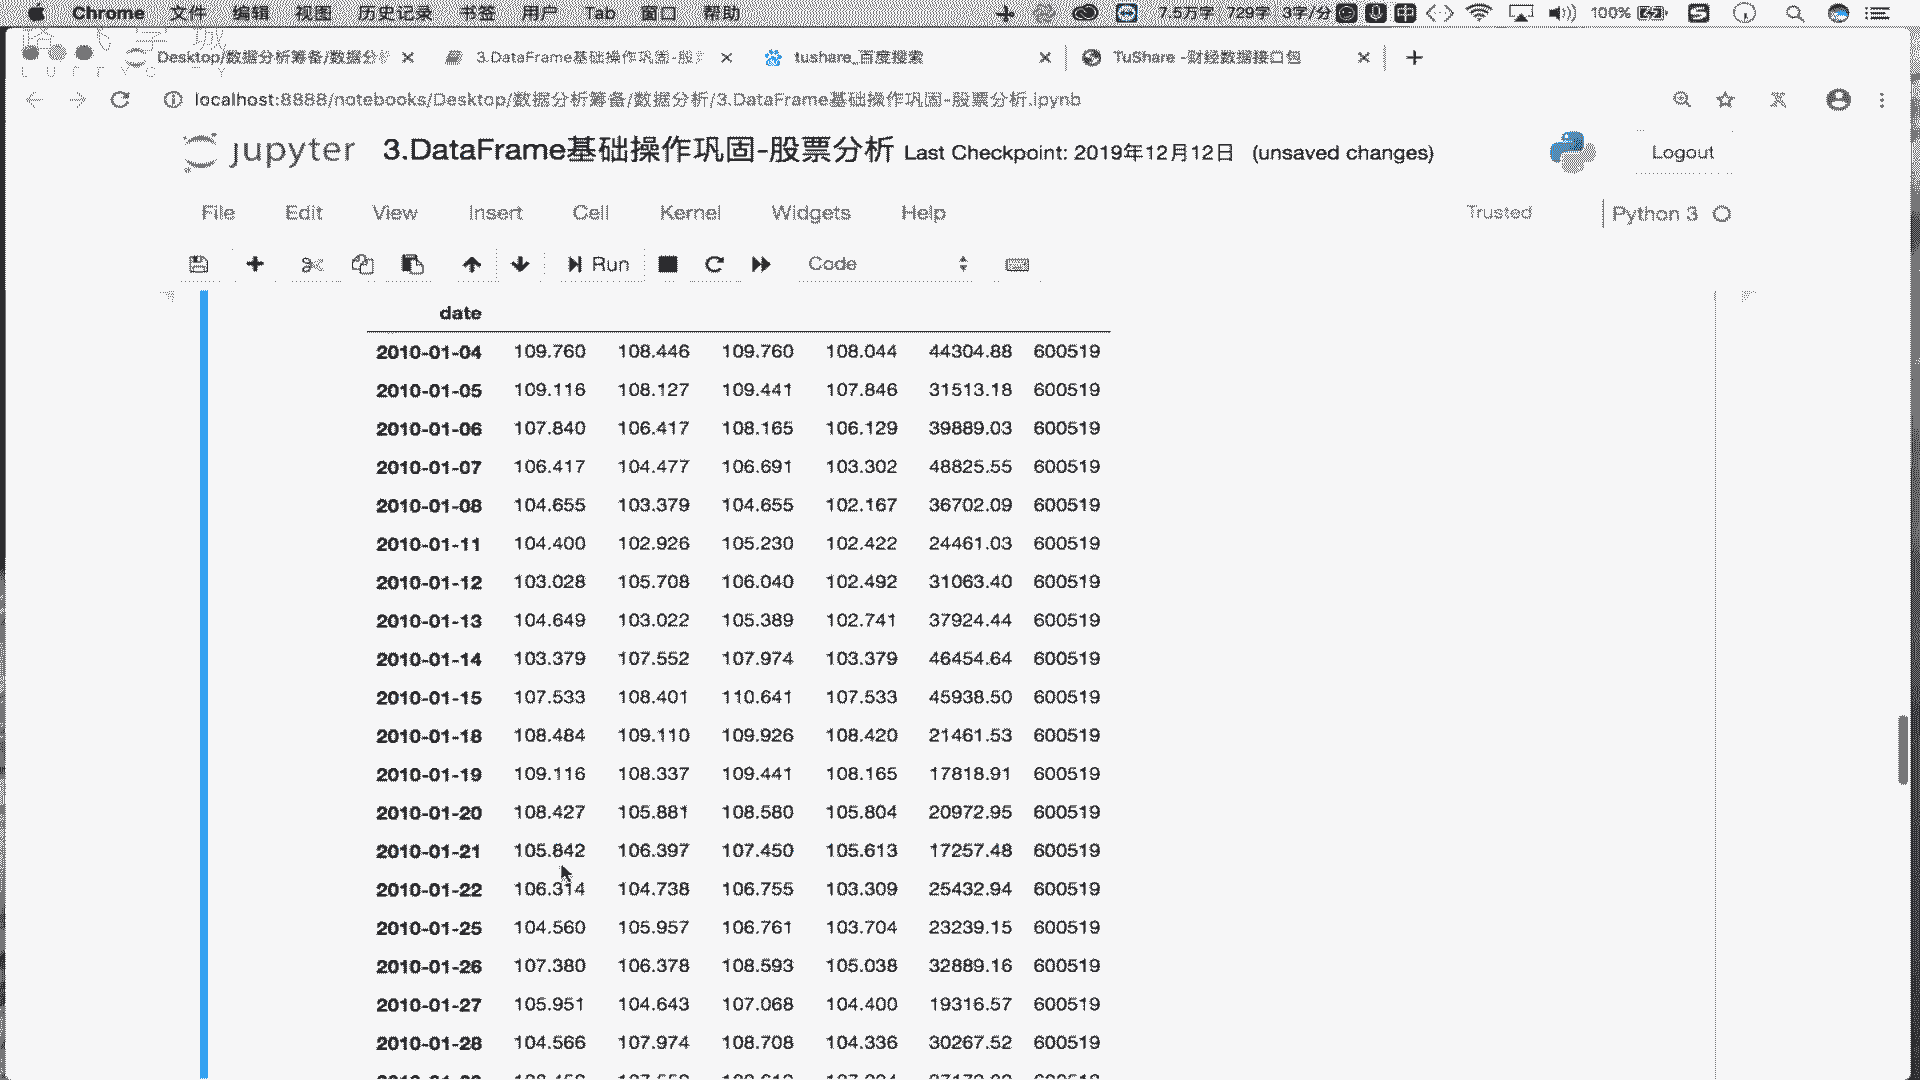 Chrome 文件 编辑 视图 历史记录 书签 用户 Tab 窗口 帮助 7.5万字 729字 3字/分 中 100%
Desktop/数据分析筹备/数据分析 3.DataFrame基础操作巩固-股 tushare_百度搜索 TuShare -财经数据接口包
localhost:8888/notebooks/Desktop/数据分析筹备/数据分析/3.DataFrame基础操作巩固-股票分析.ipynb
jupyter 3.DataFrame基础操作巩固-股票分析 Last Checkpoint: 2019年12月12日 (unsaved changes) Logout
File Edit View Insert Cell Kernel Widgets Help Trusted Python 3
Run Code
date
2010-01-04 109.760 108.446 109.760 108.044 44304.88 600519
2010-01-05 109.116 108.127 109.441 107.846 31513.18 600519
2010-01-06 107.840 106.417 108.165 106.129 39889.03 600519
2010-01-07 106.417 104.477 106.691 103.302 48825.55 600519
2010-01-08 104.655 103.379 104.655 102.167 36702.09 600519
2010-01-11 104.400 102.926 105.230 102.422 24461.03 600519
2010-01-12 103.028 105.708 106.040 102.492 31063.40 600519
2010-01-13 104.649 103.022 105.389 102.741 37924.44 600519
2010-01-14 103.379 107.552 107.974 103.379 46454.64 600519
2010-01-15 107.533 108.401 110.641 107.533 45938.50 600519
2010-01-18 108.484 109.110 109.926 108.420 21461.53 600519
2010-01-19 109.116 108.337 109.441 108.165 17818.91 600519
2010-01-20 108.427 105.881 108.580 105.804 20972.95 600519
2010-01-21 105.842 106.397 107.450 105.613 17257.48 600519
2010-01-22 106.314 104.738 106.755 103.309 25432.94 600519
2010-01-25 104.560 105.957 106.761 103.704 23239.15 600519
2010-01-26 107.380 106.378 108.593 105.038 32889.16 600519
2010-01-27 105.951 104.643 107.068 104.400 19316.57 600519
2010-01-28 104.566 107.974 108.708 104.336 30267.52 600519